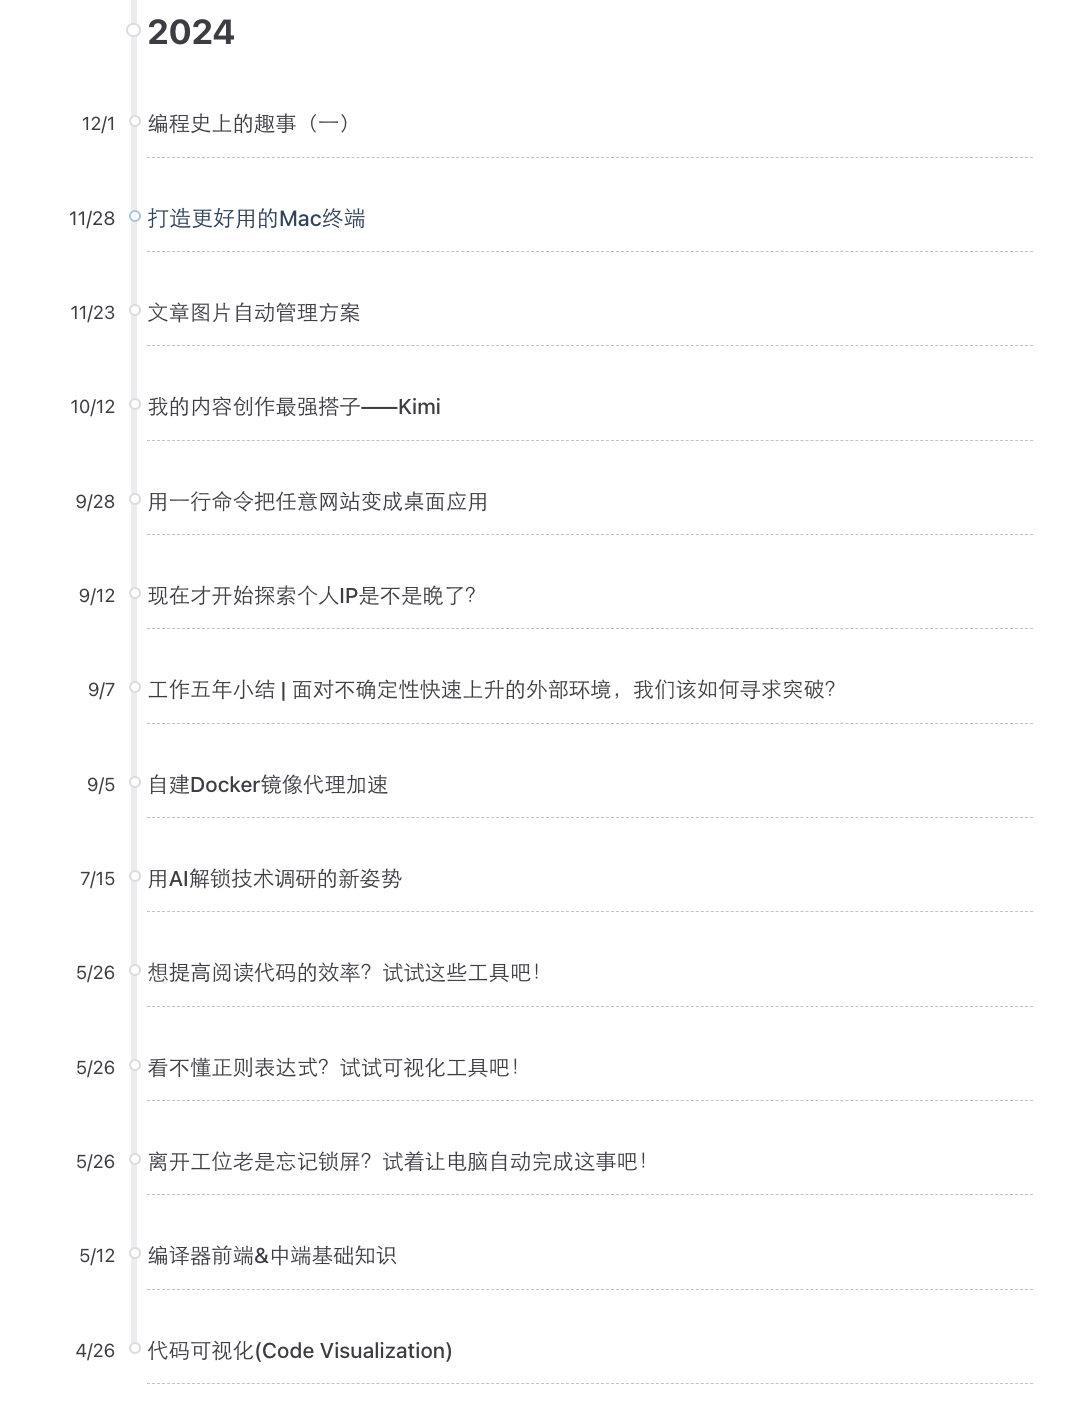 2024
12/1 编程史上的趣事（一）
11/28 打造更好用的Mac终端
11/23 文章图片自动管理方案
10/12 我的内容创作最强搭子——Kimi
9/28 用一行命令把任意网站变成桌面应用
9/12 现在才开始探索个人IP是不是晚了？
9/7 工作五年小结 | 面对不确定性快速上升的外部环境，我们该如何寻求突破？
9/5 自建Docker镜像代理加速
7/15 用AI解锁技术调研的新姿势
5/26 想提高阅读代码的效率？试试这些工具吧！
5/26 看不懂正则表达式？试试可视化工具吧！
5/26 离开工位老是忘记锁屏？试着让电脑自动完成这事吧！
5/12 编译器前端&中端基础知识
4/26 代码可视化(Code Visualization)